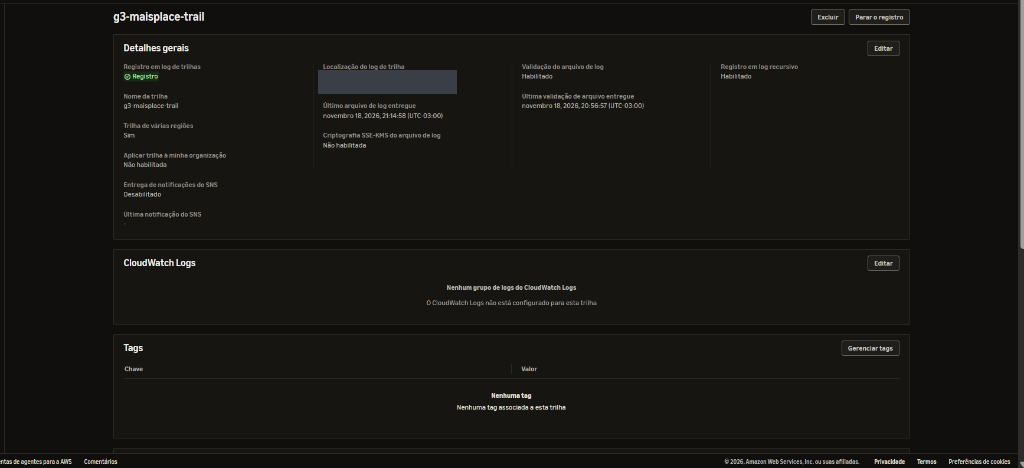 g3-maisplace-trail
Excluir
Parar o registro
Detalhes gerais
Editar
Registro em log de trilhas
Registro
Nome da trilha
g3-maisplace-trail
Trilha de várias regiões
Sim
Aplicar trilha à minha organização
Não habilitada
Entrega de notificações do SNS
Desabilitado
Última notificação do SNS
-
Localização do log de trilha
Último arquivo de log entregue
novembro 18, 2026, 21:14:58 (UTC-03:00)
Criptografia SSE-KMS do arquivo de log
Não habilitada
Validação do arquivo de log
Habilitado
Última validação de arquivo entregue
novembro 18, 2026, 20:56:57 (UTC-03:00)
Registro em log recursivo
Habilitado
CloudWatch Logs
Editar
Nenhum grupo de logs do CloudWatch Logs
O CloudWatch Logs não está configurado para esta trilha
Tags
Gerenciar tags
Chave
Valor
Nenhuma tag
Nenhuma tag associada a esta trilha
ntas de agentes para a AWS
Comentários
© 2026, Amazon Web Services, Inc. ou suas afiliadas.
Privacidade
Termos
Preferências de cookies